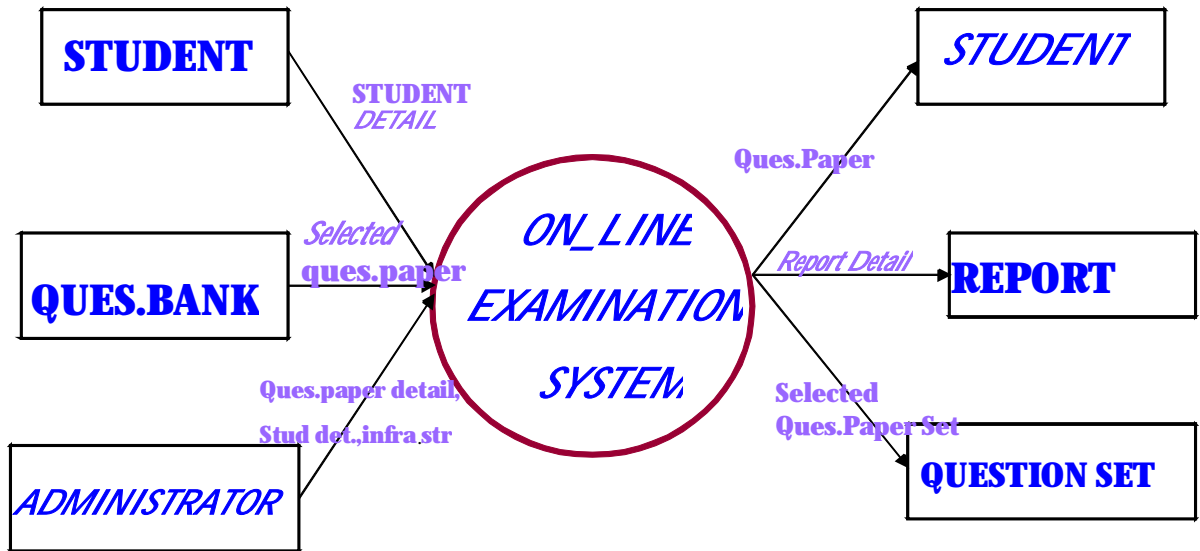 STUDENT
STUDENT
STUDENT
DETAIL
Ques.Paper
ON_LINE
EXAMINATION
SYSTEM
Selected
ques.paper
Report Detail
QUES.BANK
REPORT
Ques.paper detail,
Stud det.,infra.str
Selected
Ques.Paper Set
ADMINISTRATOR
QUESTION SET